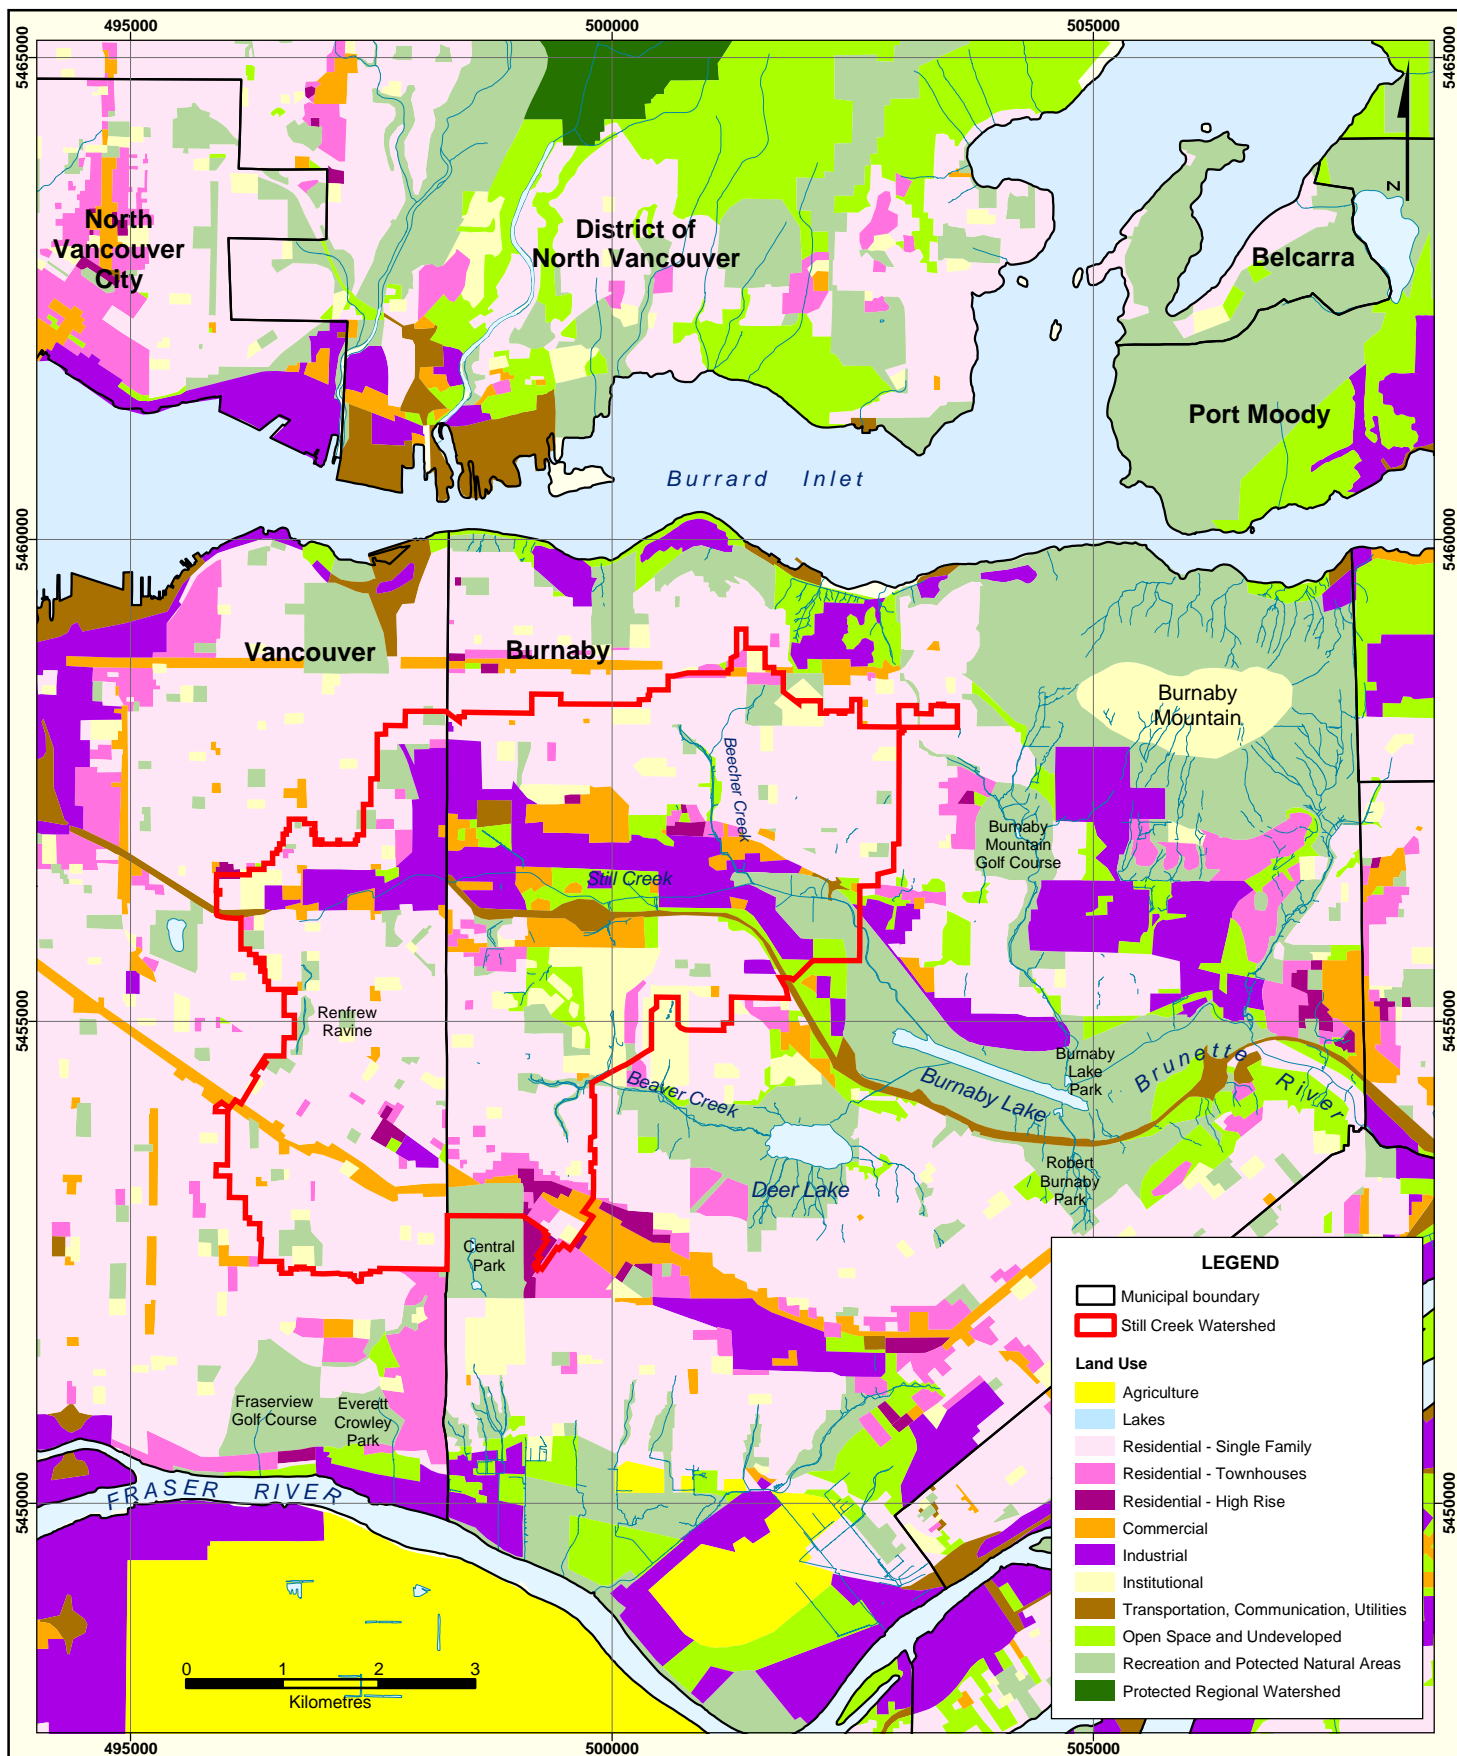 495000
500000
505000
5465000
5465000
N
North
Vancouver
City
District of
North Vancouver
Belcarra
Port Moody
Burrard Inlet
5460000
5460000
Vancouver
Burnaby
Burnaby
Mountain
Beecher Creek
Burnaby
Mountain
Golf Course
Still Creek
Renfrew
Ravine
5455000
5455000
Burnaby
Lake
Park
Brunette
River
Beaver Creek
Burnaby Lake
Deer Lake
Robert
Burnaby
Park
Central
Park
Fraserview
Golf Course
Everett
Crowley
Park
FRASER RIVER
5450000
5450000
LEGEND
Municipal boundary
Still Creek Watershed
Land Use
Agriculture
Lakes
Residential - Single Family
Residential - Townhouses
Residential - High Rise
Commercial
Industrial
Institutional
Transportation, Communication, Utilities
Open Space and Undeveloped
Recreation and Potected Natural Areas
Protected Regional Watershed
0 1 2 3
Kilometres
495000
500000
505000